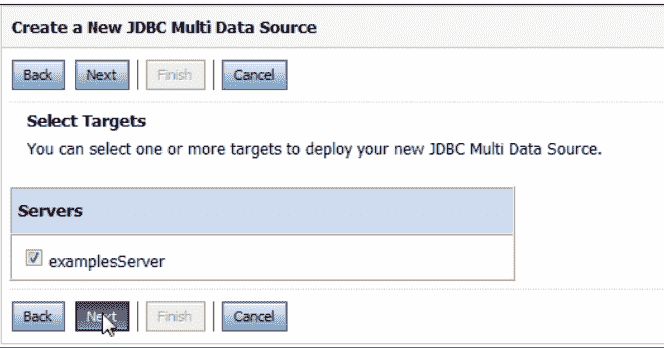 Create a New JDBC Multi Data Source
Back Next Finish Cancel
Select Targets
You can select one or more targets to deploy your new JDBC Multi Data Source.
Servers
examplesServer
Back Next Finish Cancel